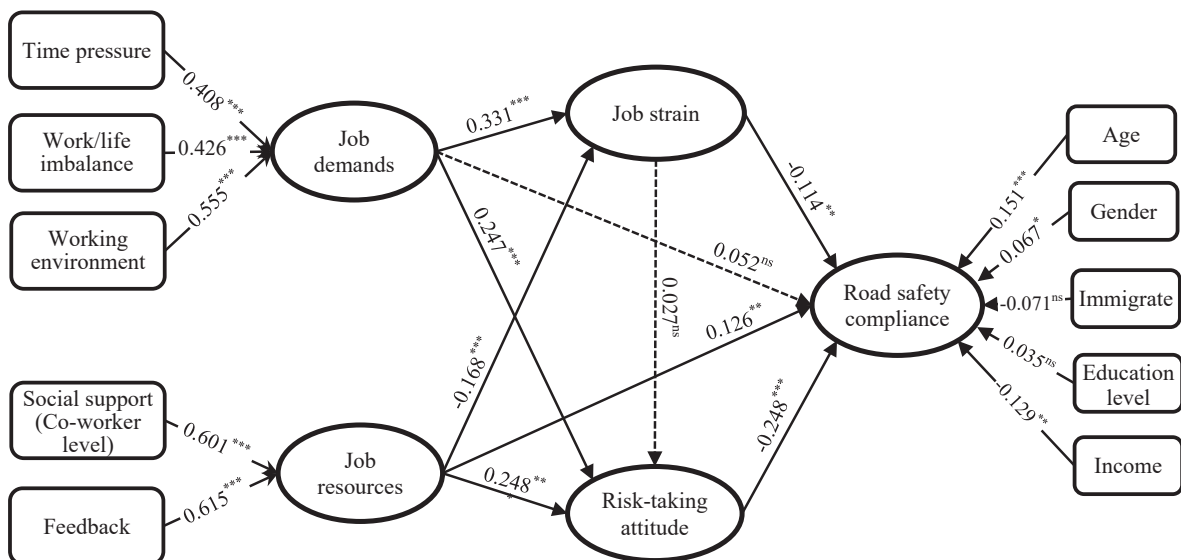 Time pressure
Work/life
imbalance
Working
environment
Social support
(Co-worker
level)
Feedback
0.408***
0.426***
0.555***
0.601***
0.615***
Job
demands
Job
resources
0.331***
0.247***
-0.168***
0.248**
*
Job strain
0.027ns
Risk-taking
attitude
-0.114**
0.052ns
0.126**
-0.248***
Road safety
compliance
0.151***
0.067*
-0.071ns
0.035ns
-0.129**
Age
Gender
Immigrate
Education
level
Income